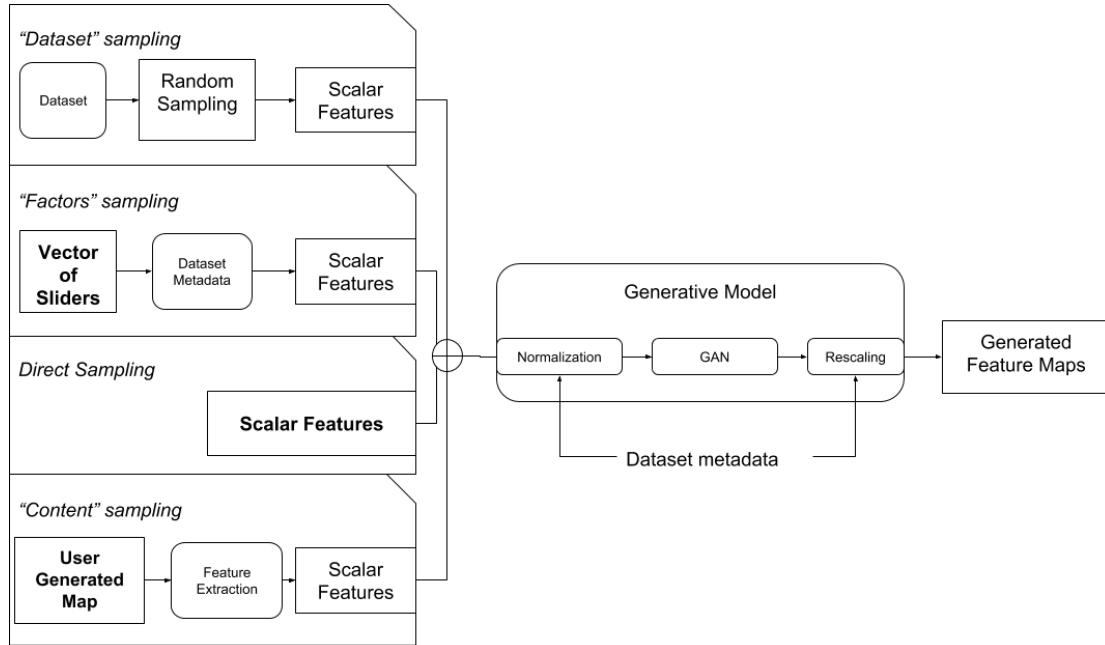 “Dataset” sampling
Dataset
Random
Sampling
Scalar
Features
“Factors” sampling
Vector
of
Sliders
Dataset
Metadata
Scalar
Features
Direct Sampling
Scalar Features
“Content” sampling
User
Generated
Map
Feature
Extraction
Scalar
Features
Generative Model
Normalization
GAN
Rescaling
Dataset metadata
Generated
Feature Maps